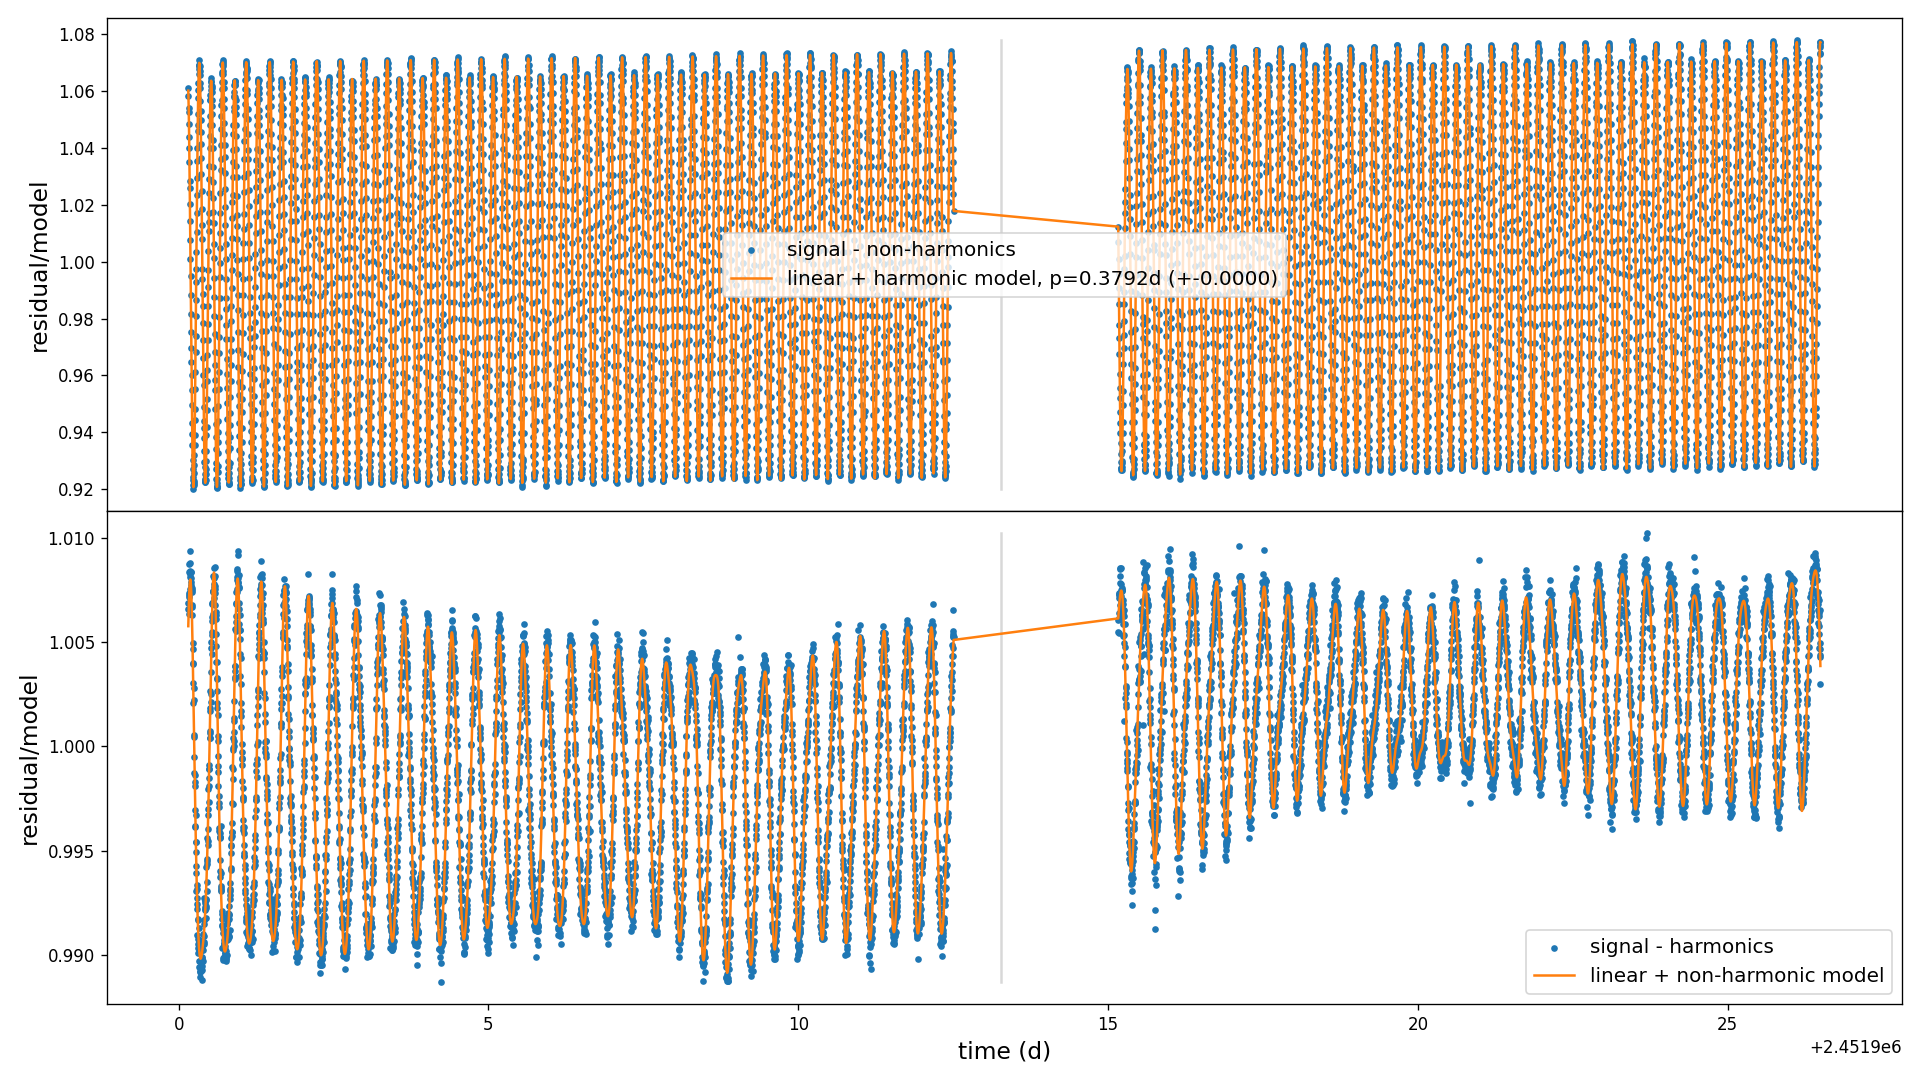 1.08
1.06
1.04
1.02
1.00
0.98
0.96
0.94
0.92
residual/model
signal - non-harmonics
linear + harmonic model, p=0.3792d (+-0.0000)
1.010
1.005
1.000
0.995
0.990
residual/model
signal - harmonics
linear + non-harmonic model
0 5 10 15 20 25
time (d)
+2.4519e6